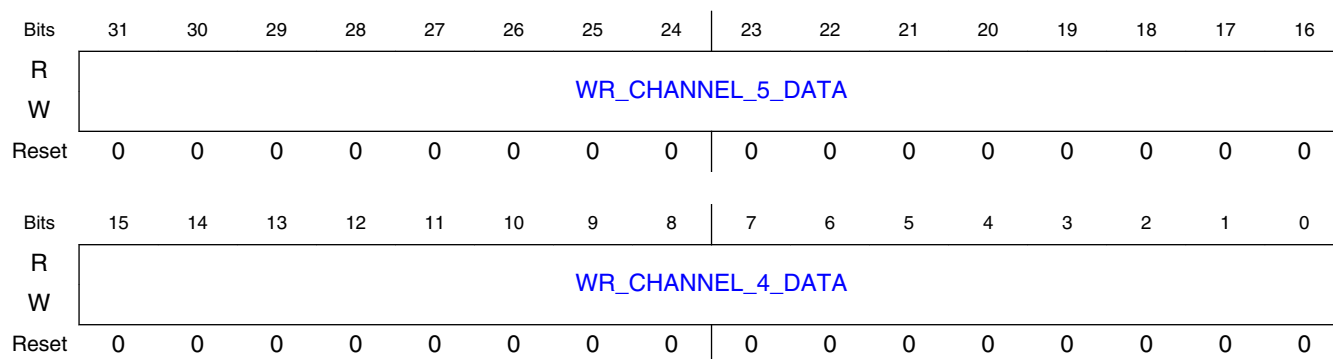 Bits 31 30 29 28 27 26 25 24 23 22 21 20 19 18 17 16
R
WR_CHANNEL_5_DATA
W
Reset 0 0 0 0 0 0 0 0 0 0 0 0 0 0 0 0
Bits 15 14 13 12 11 10 9 8 7 6 5 4 3 2 1 0
R
WR_CHANNEL_4_DATA
W
Reset 0 0 0 0 0 0 0 0 0 0 0 0 0 0 0 0